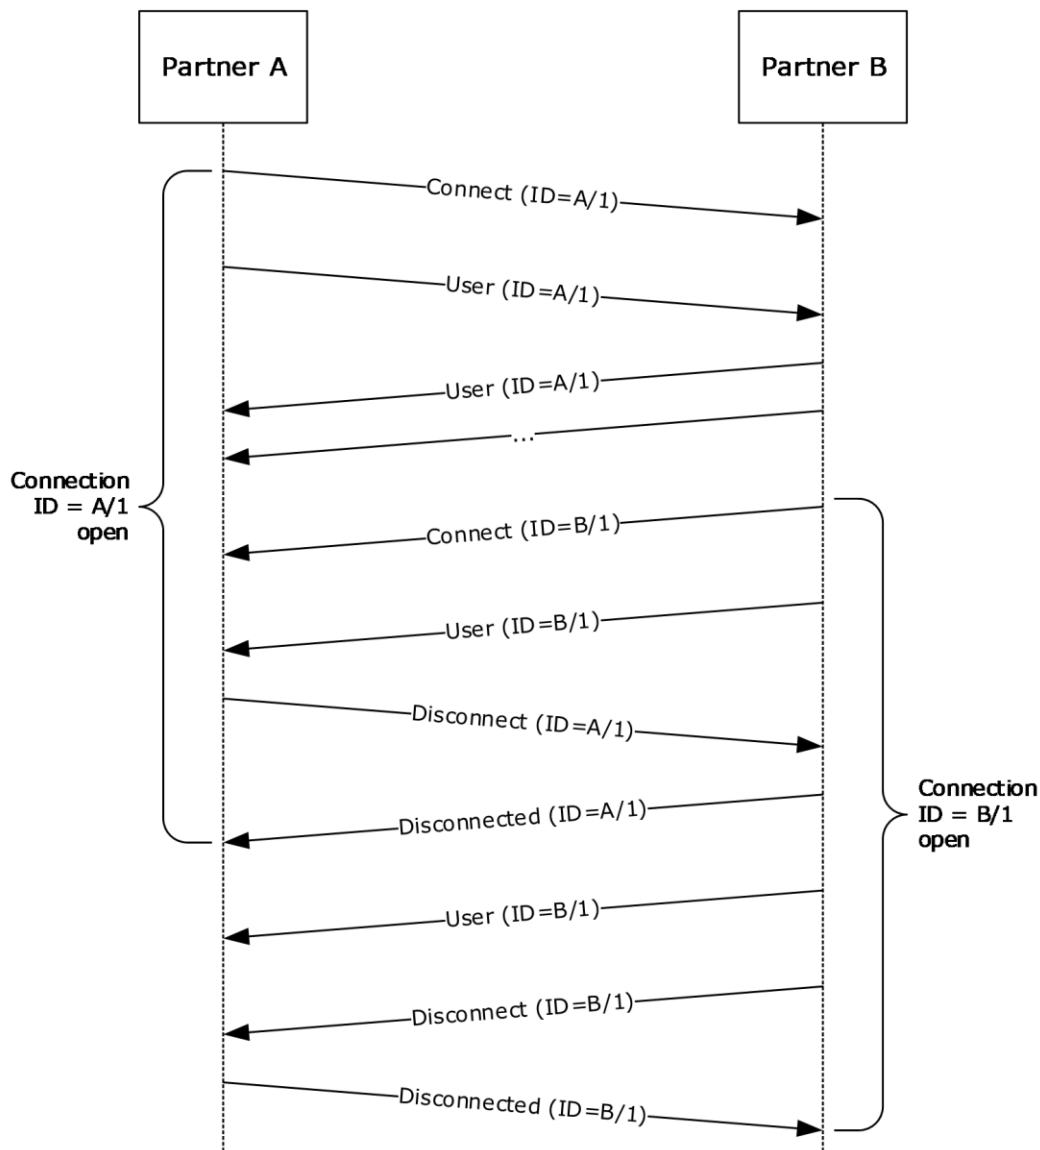 Partner A
Partner B
Connect (ID=A/1)
User (ID=A/1)
User (ID=A/1)
...
Connection
ID = A/1
open
Connect (ID=B/1)
User (ID=B/1)
Disconnect (ID=A/1)
Connection
ID = B/1
open
Disconnected (ID=A/1)
User (ID=B/1)
Disconnect (ID=B/1)
Disconnected (ID=B/1)